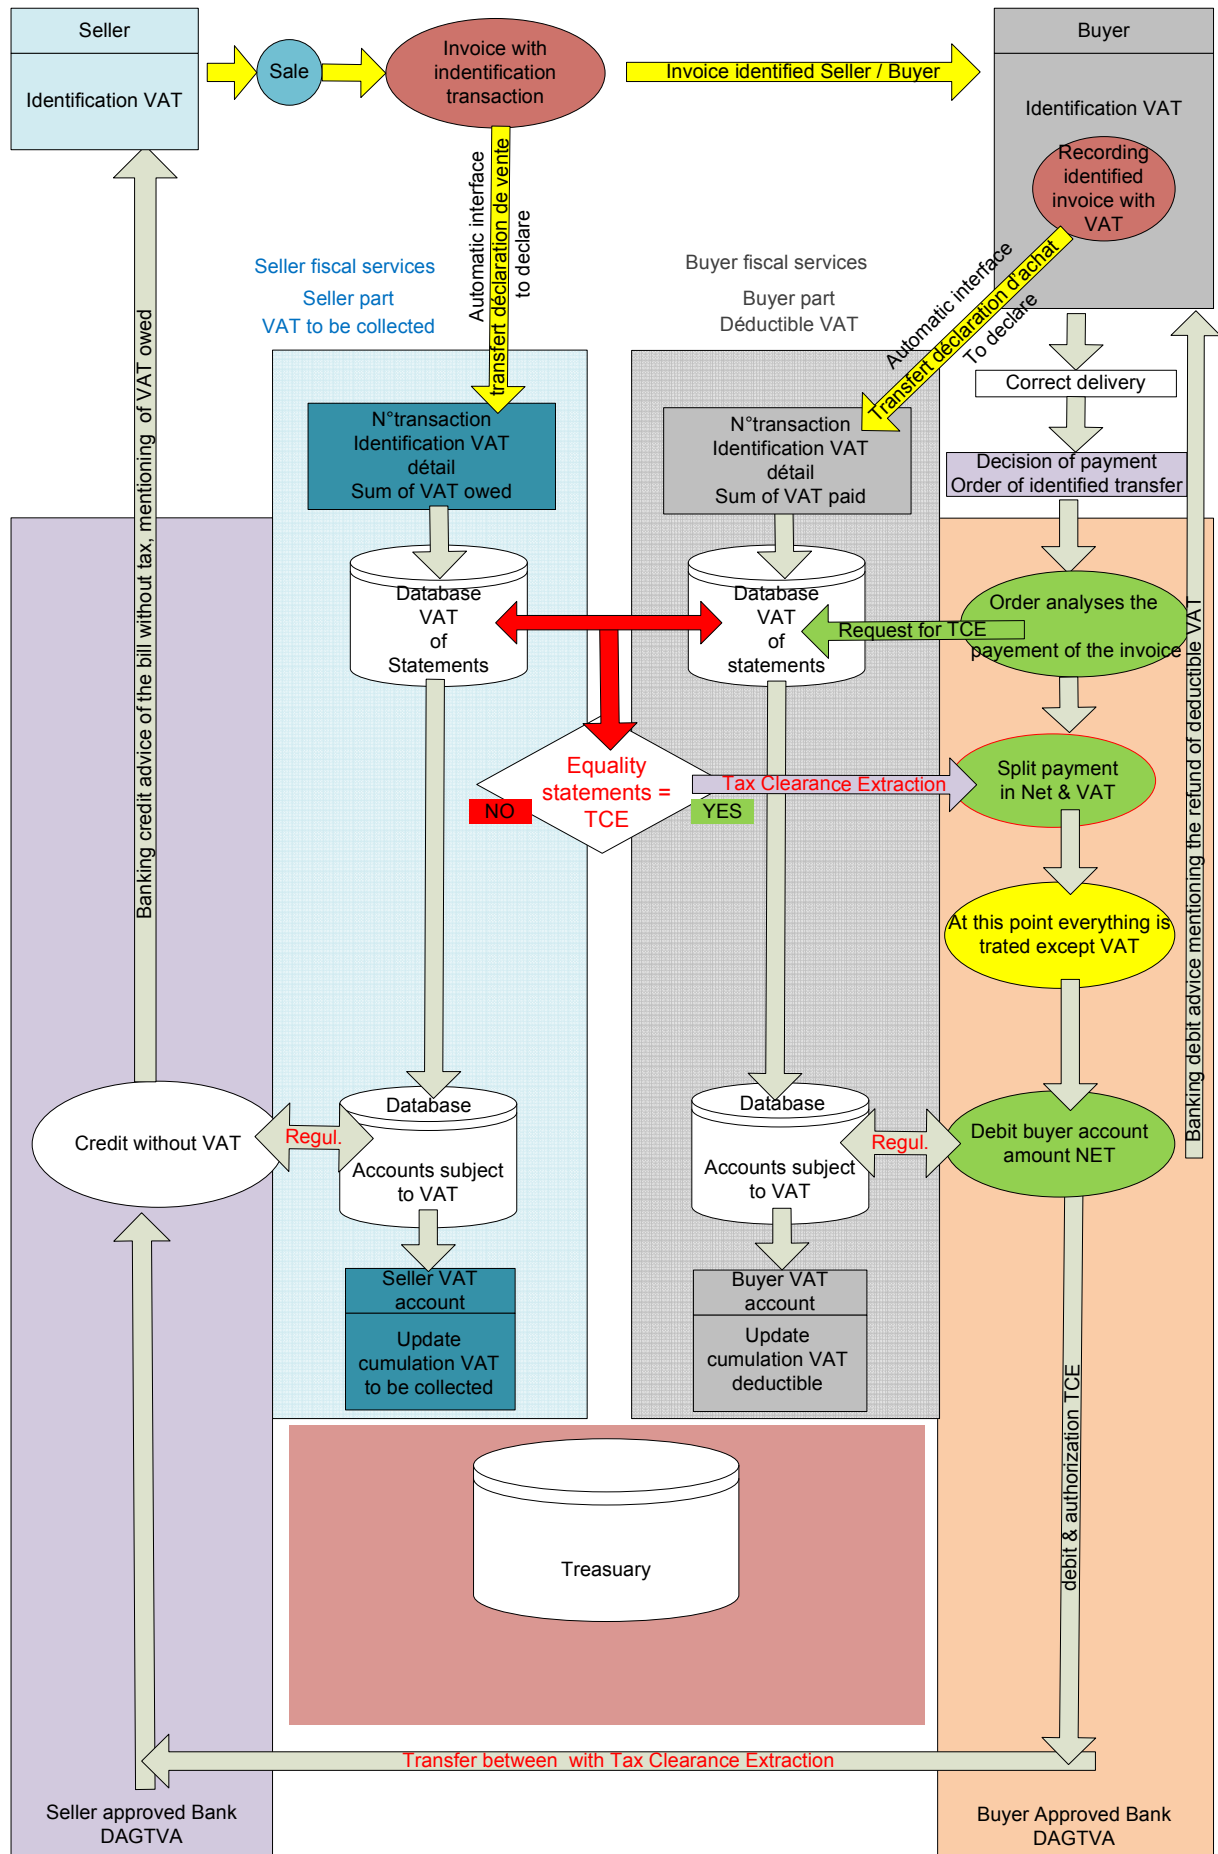 Seller
Identification VAT
Sale
Invoice with
indentification
transaction
Invoice identified Seller / Buyer
Buyer
Identification VAT
Recording
identified
invoice with
VAT
Automatic interface
transfert déclaration de vente
to declare
Seller fiscal services
Seller part
VAT to be collected
Buyer fiscal services
Buyer part
Déductible VAT
Automatic interface
Transfert déclaration d'achat
To declare
Correct delivery
Decision of payment
Order of identified transfer
N°transaction
Identification VAT
détail
Sum of VAT owed
N°transaction
Identification VAT
détail
Sum of VAT paid
Database
VAT
of
Statements
Database
VAT
of
statements
Request for TCE
Order analyses the
payement of the invoice
Equality
statements =
TCE
NO
YES
Tax Clearance Extraction
Split payment
in Net & VAT
At this point everything is
trated except VAT
Banking credit advice of the bill without tax, mentioning of VAT owed
Banking debit advice mentioning the refund of deductible VAT
Credit without VAT
Regul.
Database
Accounts subject
to VAT
Database
Accounts subject
to VAT
Regul.
Debit buyer account
amount NET
Seller VAT
account
Update
cumulation VAT
to be collected
Buyer VAT
account
Update
cumulation VAT
deductible
debit & authorization TCE
Treasuary
Transfer between with Tax Clearance Extraction
Seller approved Bank
DAGTVA
Buyer Approved Bank
DAGTVA